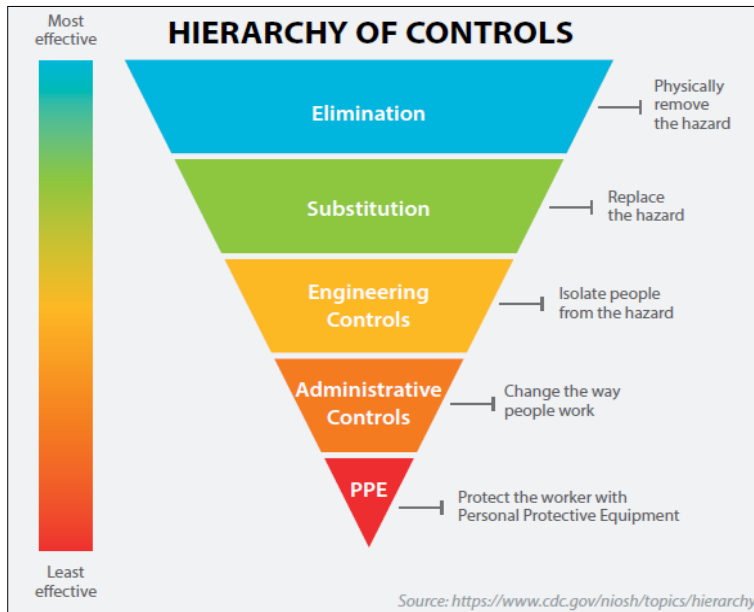 Most
effective
HIERARCHY OF CONTROLS
Elimination
Physically
remove
the hazard
Substitution
Replace
the hazard
Engineering
Controls
Isolate people
from the hazard
Administrative
Controls
Change the way
people work
PPE
Protect the worker with
Personal Protective Equipment
Least
effective
Source: https://www.cdc.gov/niosh/topics/hierarchy